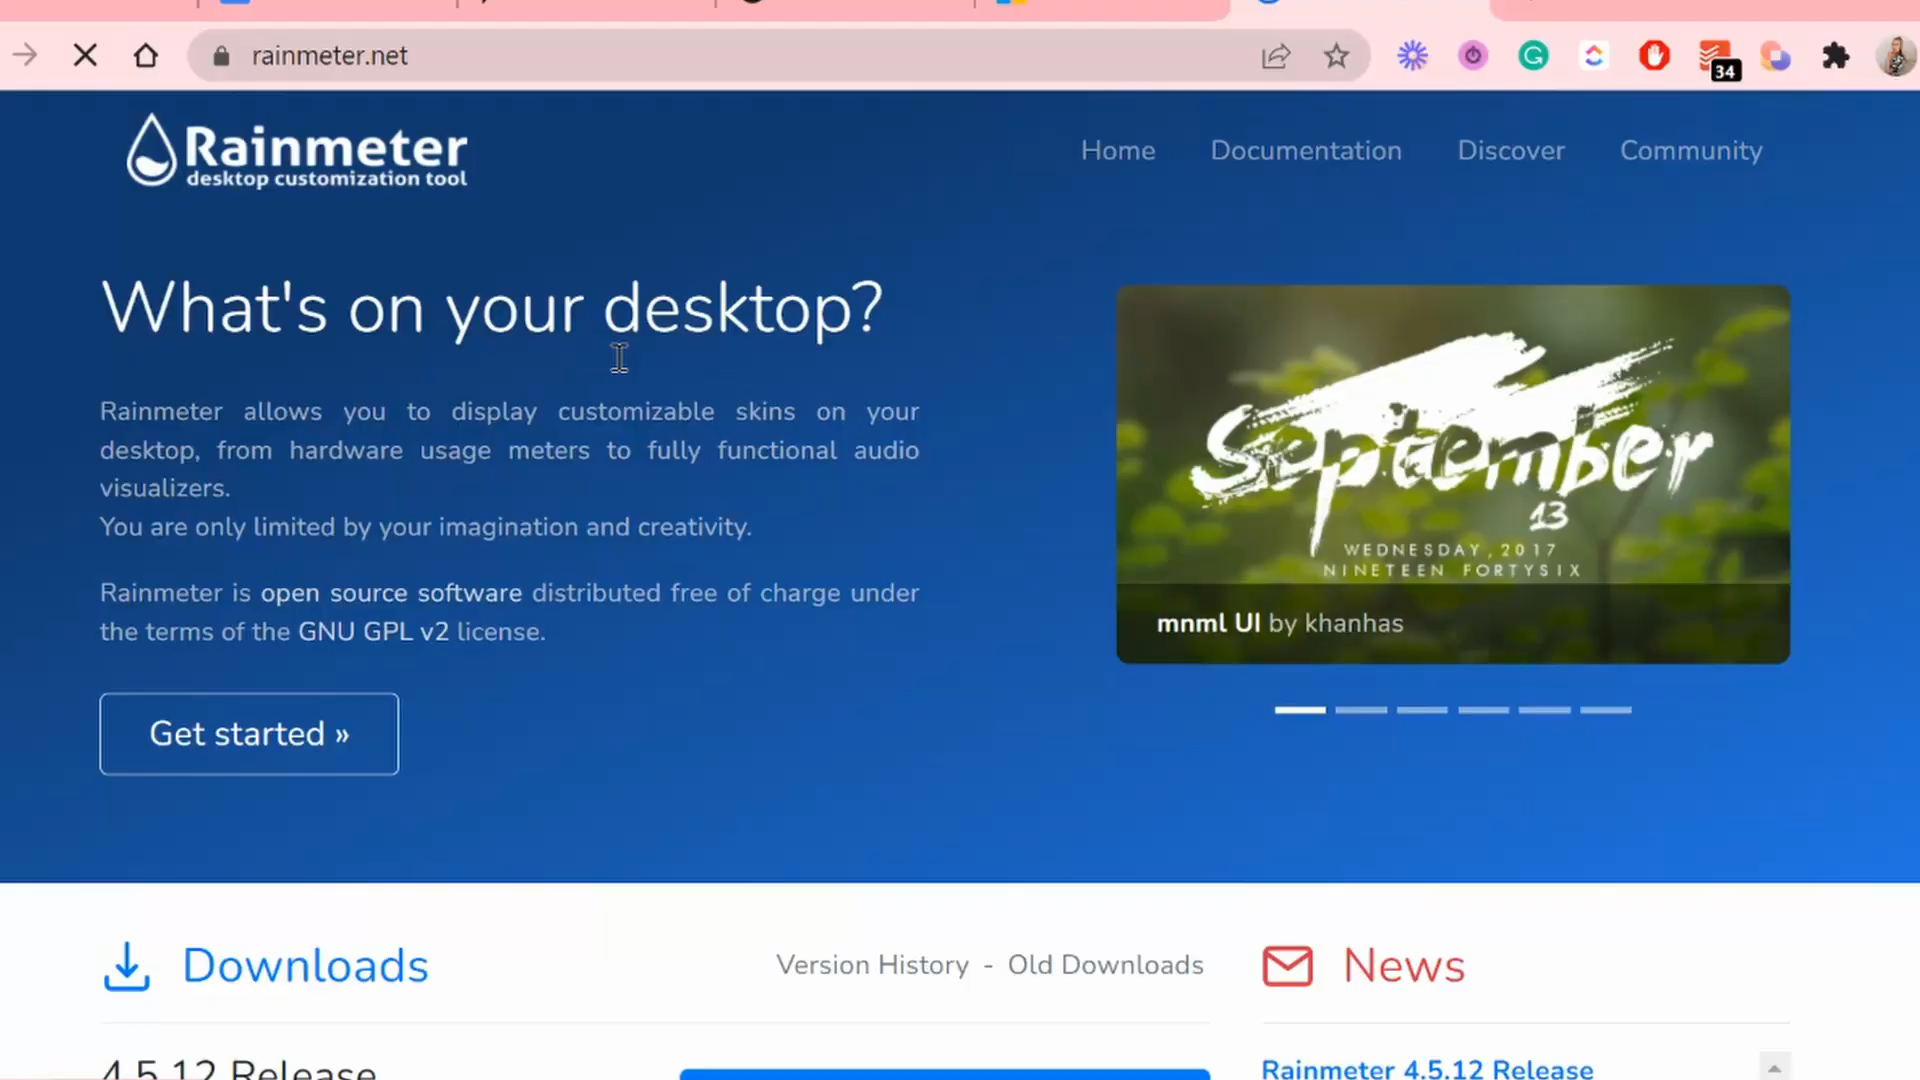 rainmeter.net
34
Rainmeter
desktop customization tool
Home Documentation Discover Community
What's on your desktop?
Rainmeter allows you to display customizable skins on your
desktop, from hardware usage meters to fully functional audio
visualizers.
You are only limited by your imagination and creativity.
Rainmeter is open source software distributed free of charge under
the terms of the GNU GPL v2 license.
Get started »
September
13
WEDNESDAY, 2017
NINETEEN FORTYSIX
mnml UI by khanhas
Downloads
Version History - Old Downloads
News
4.5.12 Release
Rainmeter 4.5.12 Release